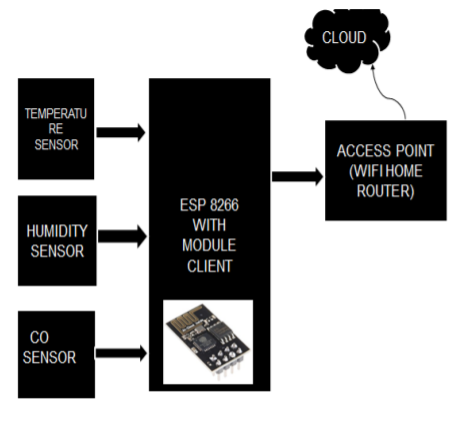 CLOUD
TEMPERATU
RE
SENSOR
HUMIDITY
SENSOR
CO
SENSOR
ESP 8266
WITH
MODULE
CLIENT
ACCESS POINT
(WIFI HOME
ROUTER)